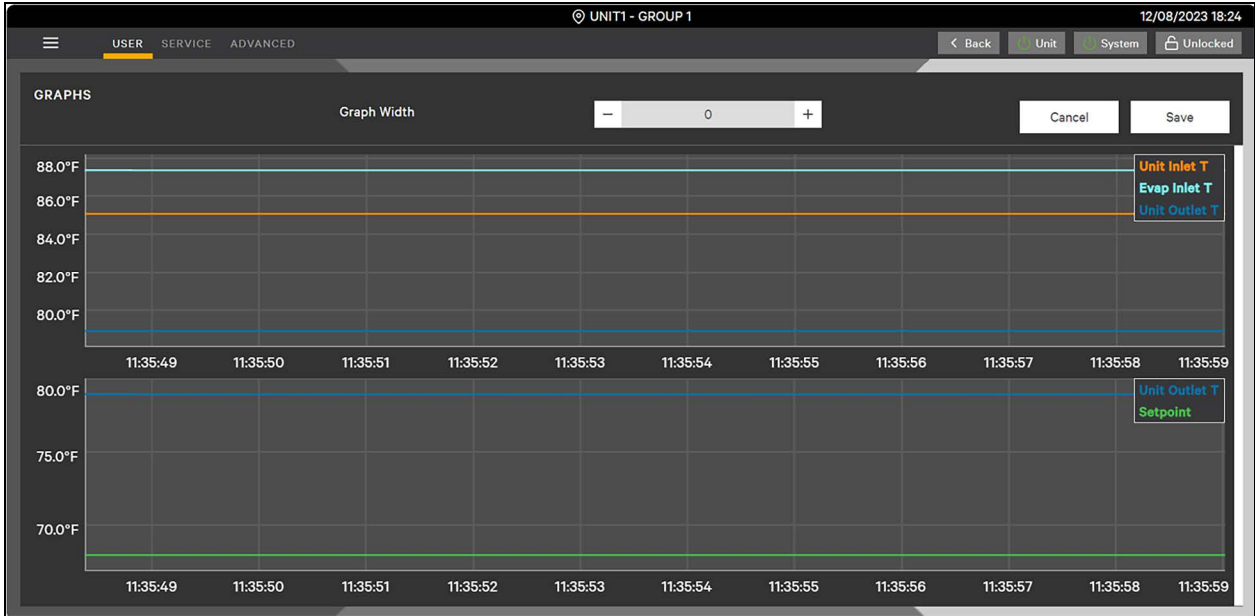 UNIT1 - GROUP 1 12/08/2023 18:24
USER SERVICE ADVANCED Back Unit System Unlocked
GRAPHS
Graph Width − 0 + Cancel Save
88.0°F
86.0°F
84.0°F
82.0°F
80.0°F
Unit Inlet T
Evap Inlet T
Unit Outlet T
11:35:49 11:35:50 11:35:51 11:35:52 11:35:53 11:35:54 11:35:55 11:35:56 11:35:57 11:35:58 11:35:59
80.0°F
75.0°F
70.0°F
Unit Outlet T
Setpoint
11:35:49 11:35:50 11:35:51 11:35:52 11:35:53 11:35:54 11:35:55 11:35:56 11:35:57 11:35:58 11:35:59